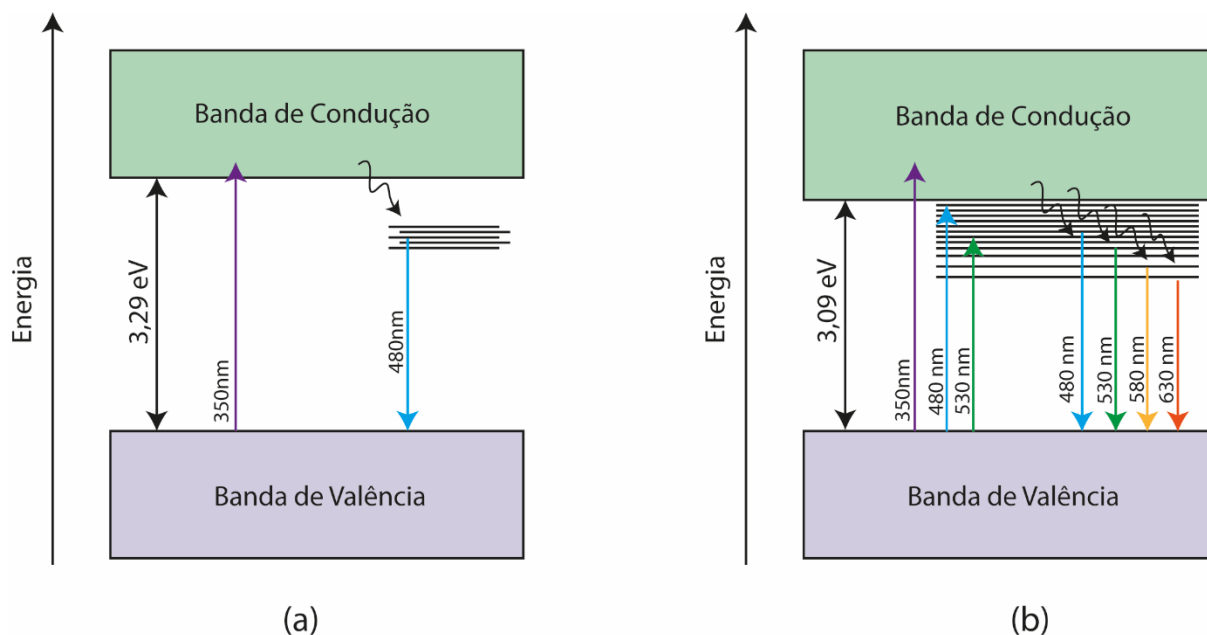 Energia
Banda de Condução
3,29 eV
350nm
480nm
Banda de Valência
(a)
Energia
Banda de Condução
3,09 eV
350nm
480 nm
530 nm
480 nm
530 nm
580 nm
630 nm
Banda de Valência
(b)